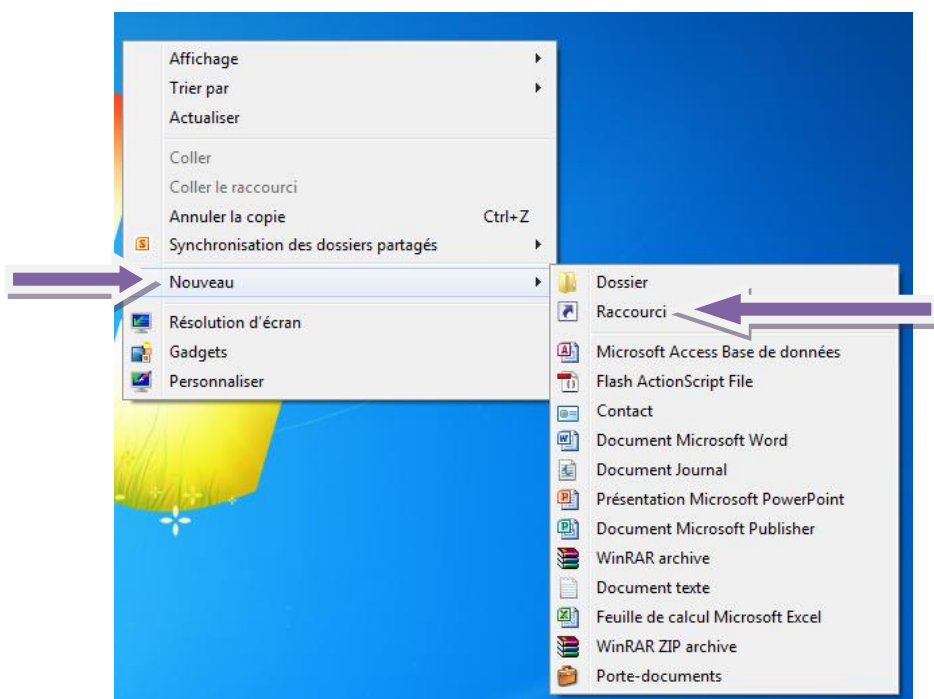 Affichage
Trier par
Actualiser
Coller
Coller le raccourci
Annuler la copie Ctrl+Z
Synchronisation des dossiers partagés
Nouveau
Résolution d'écran
Gadgets
Personnaliser
Dossier
Raccourci
Microsoft Access Base de données
Flash ActionScript File
Contact
Document Microsoft Word
Document Journal
Présentation Microsoft PowerPoint
Document Microsoft Publisher
WinRAR archive
Document texte
Feuille de calcul Microsoft Excel
WinRAR ZIP archive
Porte-documents